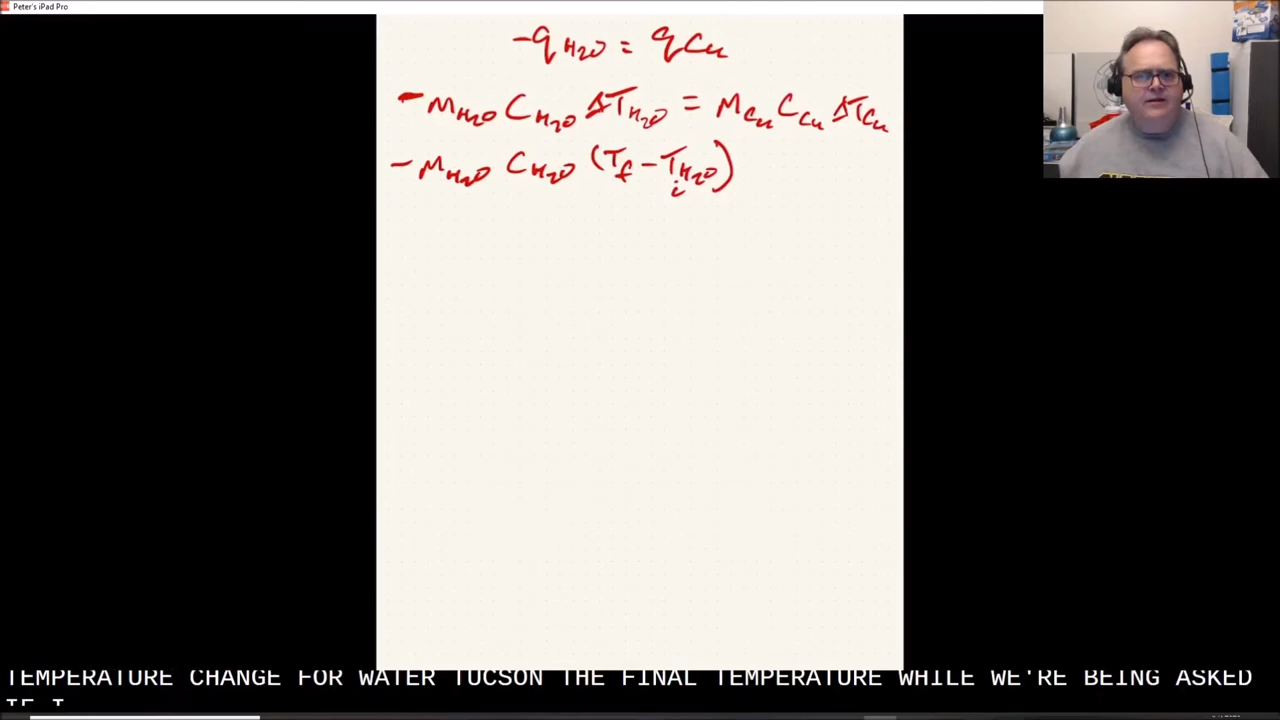 Peter's iPad Pro
-qH₂O = qCu
-mH₂O CH₂O ΔTH₂O = mCu CCu ΔTCu
-mH₂O CH₂O (Tf - TH₂O)
i
TEMPERATURE CHANGE FOR WATER TUCSON THE FINAL TEMPERATURE WHILE WE'RE BEING ASKED